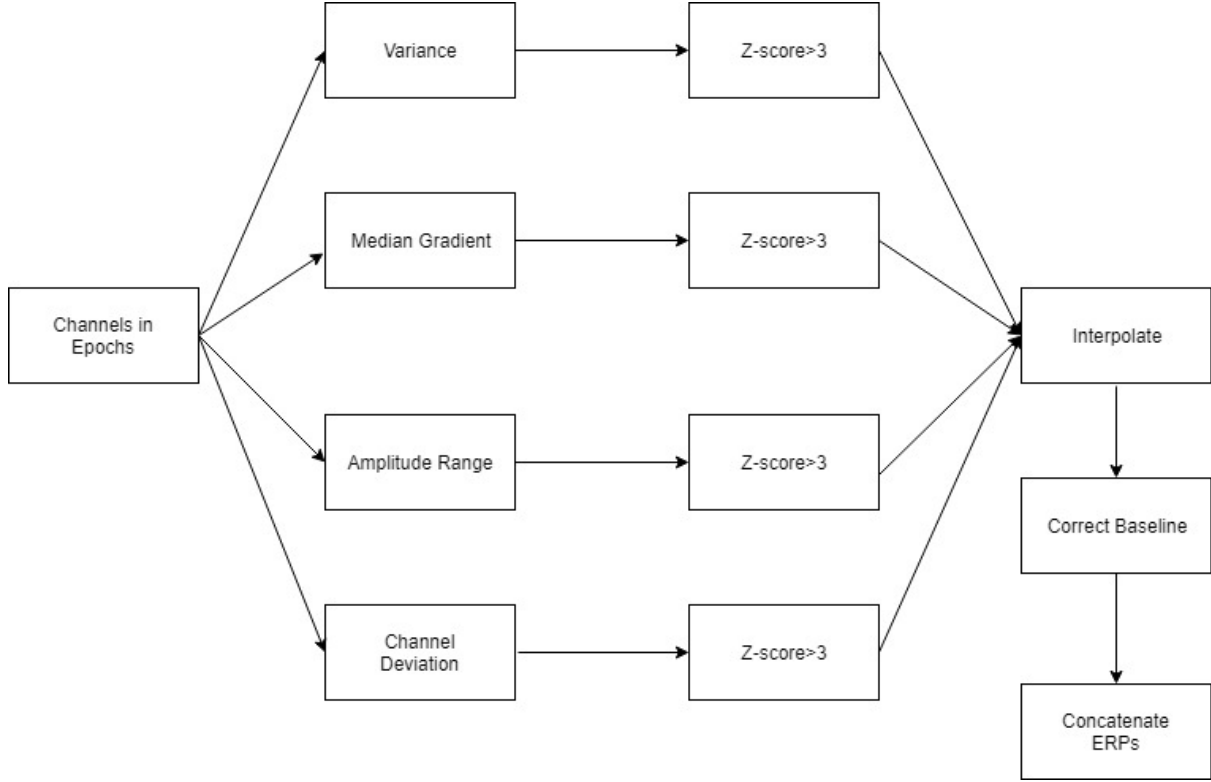 Variance
Z-score>3
Median Gradient
Z-score>3
Channels in
Epochs
Interpolate
Amplitude Range
Z-score>3
Correct Baseline
Channel
Deviation
Z-score>3
Concatenate
ERPs